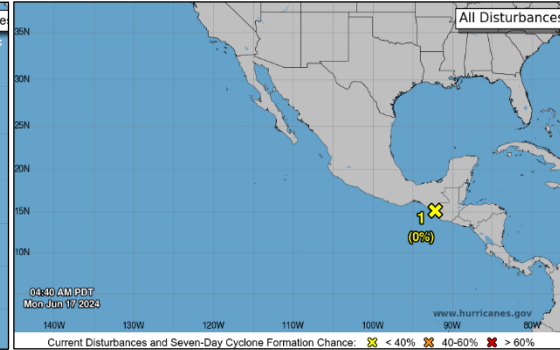 es
All Disturbances
35N
30N
25N
20N
15N
10N
1
(0%)
04:40 AM PDT
Mon Jun 17 2024
www.hurricanes.gov
140W
130W
120W
110W
100W
90W
80W
Current Disturbances and Seven-Day Cyclone Formation Chance: < 40% 40-60% > 60%